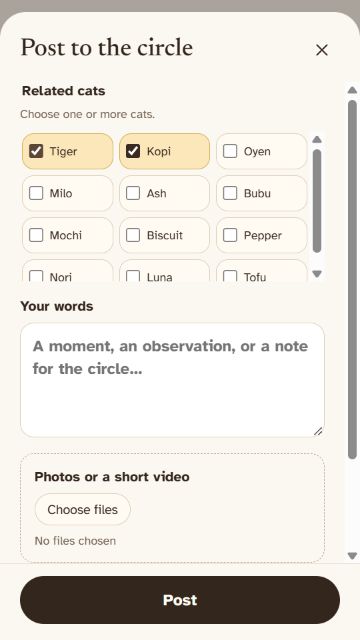 Post to the circle
Related cats
Choose one or more cats.
Tiger Kopi Oyen
Milo Ash Bubu
Mochi Biscuit Pepper
Nori Luna Tofu
Your words
A moment, an observation, or a note
for the circle...
Photos or a short video
Choose files
No files chosen
Post